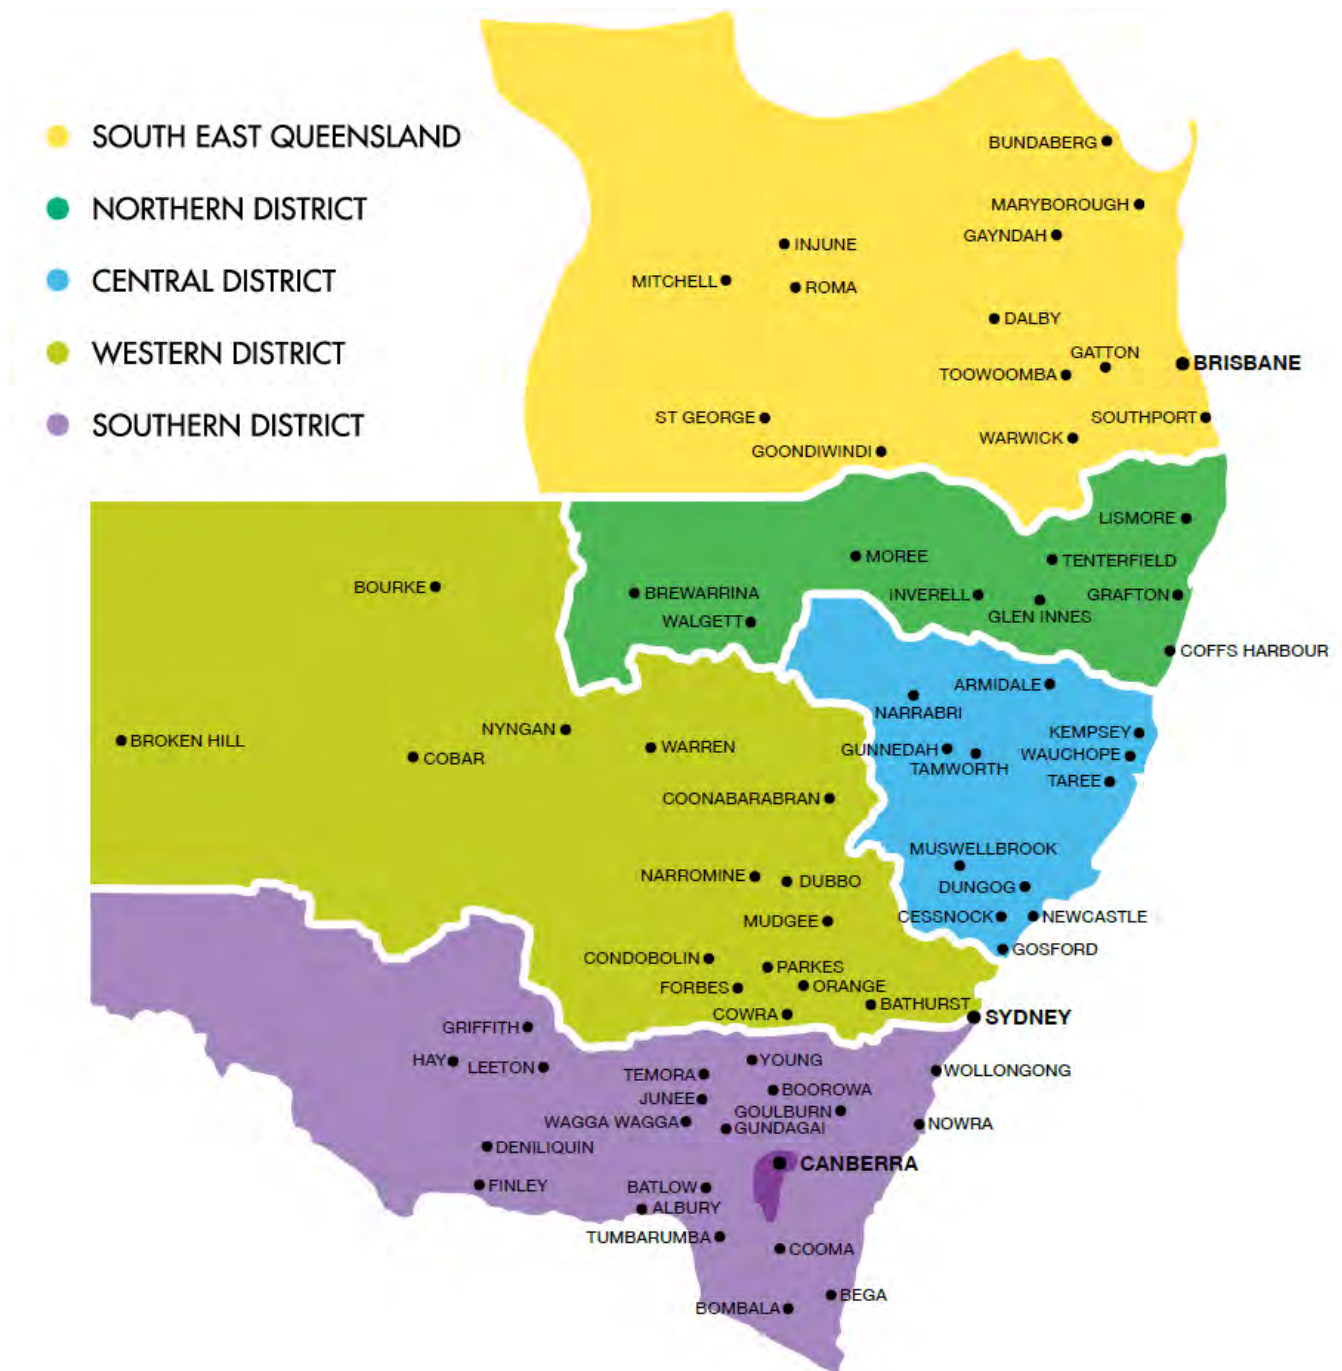 SOUTH EAST QUEENSLAND
NORTHERN DISTRICT
CENTRAL DISTRICT
WESTERN DISTRICT
SOUTHERN DISTRICT
BUNDABERG
MARYBOROUGH
GAYNDAH
INJUNE
MITCHELL
ROMA
DALBY
GATTON
BRISBANE
TOOWOOMBA
ST GEORGE
SOUTHPORT
WARWICK
GOONDIWINDI
LISMORE
MOREE
TENTERFIELD
BOURKE
BREWARRINA
INVERELL
GRAFTON
GLEN INNES
WALGETT
COFFS HARBOUR
ARMIDALE
NARRABRI
NYNGAN
KEMPSEY
BROKEN HILL
WARREN
GUNNEDAH
WAUCHOPE
COBAR
TAMWORTH
TAREE
COONABARABRAN
MUSWELLBROOK
NARROMINE
DUBBO
DUNGOG
MUDGEE
CESSNOCK
NEWCASTLE
GOSFORD
CONDOBOLIN
PARKES
FORBES
ORANGE
BATHURST
COWRA
SYDNEY
GRIFFITH
HAY
LEETON
YOUNG
TEMORA
WOLLONGONG
BOOROWA
JUNEE
GOULBURN
WAGGA WAGGA
GUNDAGAI
NOWRA
DENILIQUIN
CANBERRA
FINLEY
BATLOW
ALBURY
TUMBARUMBA
COOMA
BEGA
BOMBALA